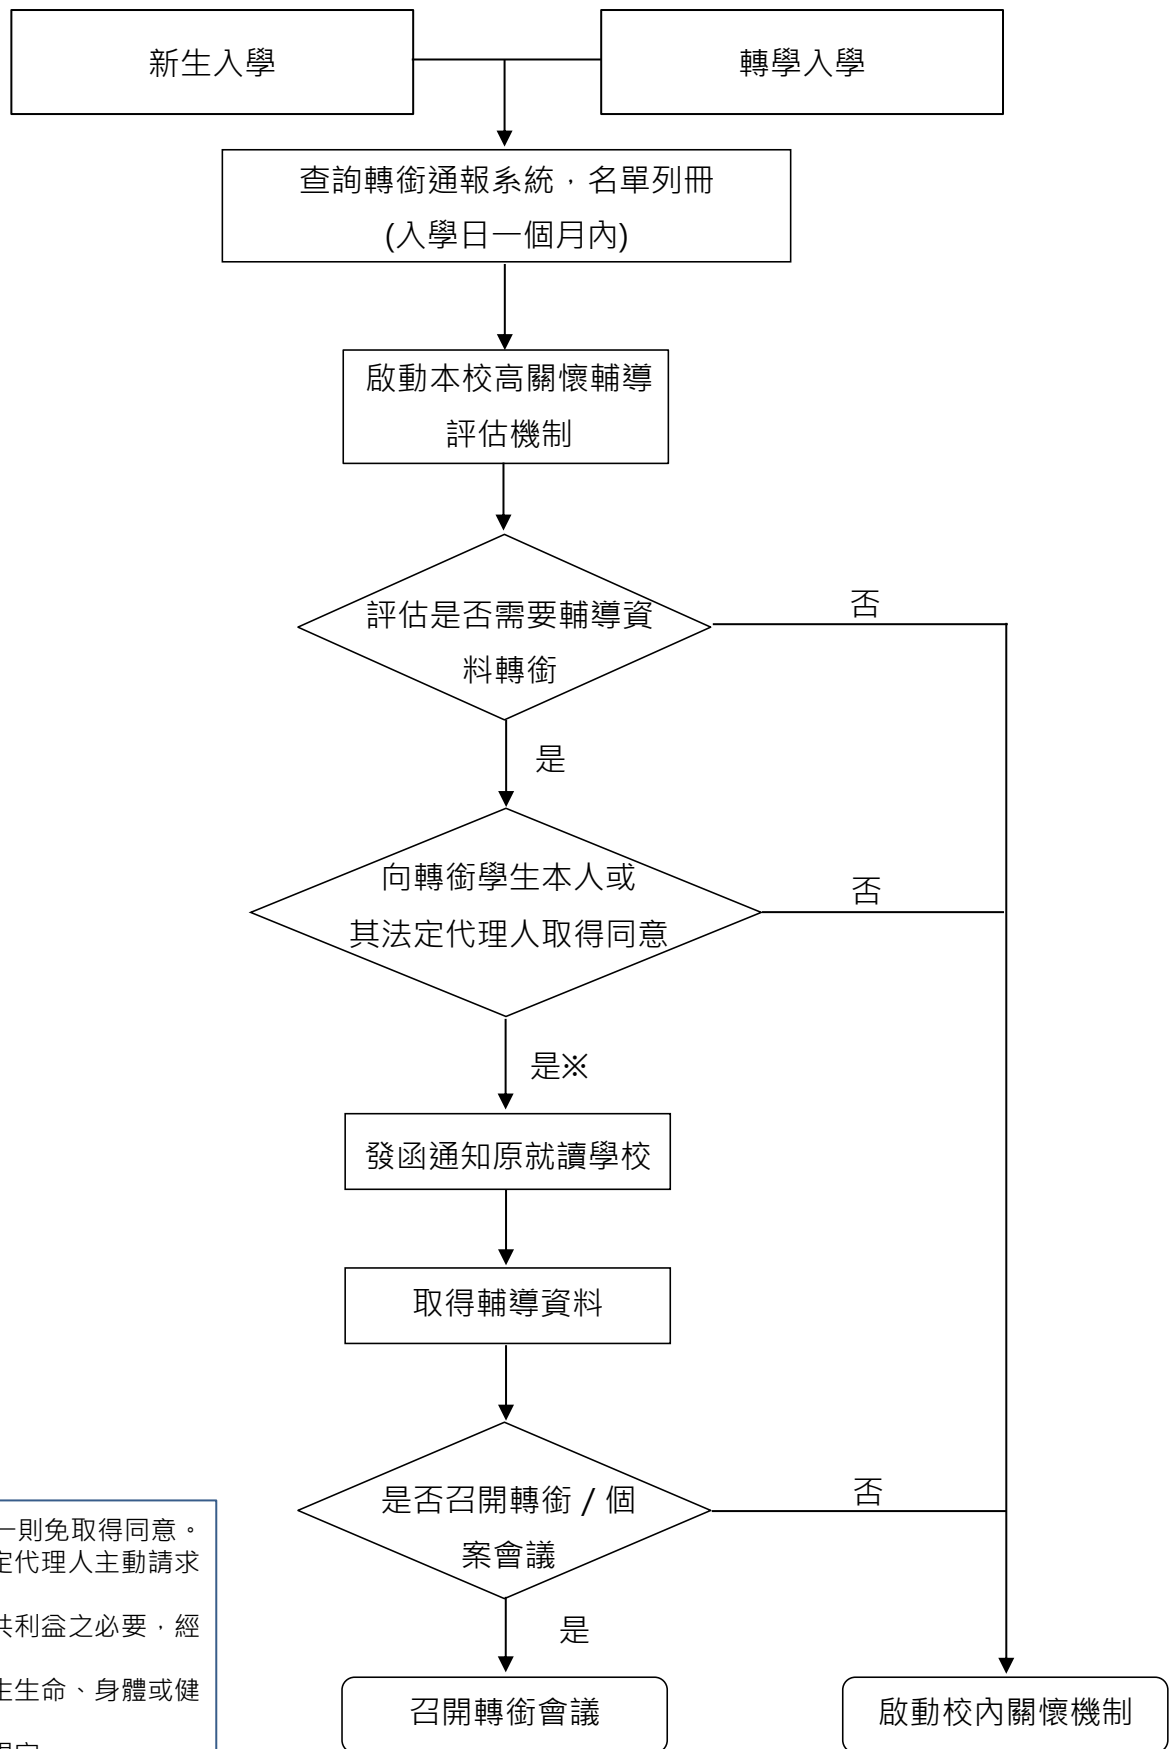 新生入學
轉學入學
查詢轉銜通報系統，名單列冊
(入學日一個月內)
啟動本校高關懷輔導
評估機制
評估是否需要輔導資
料轉銜
否
是
向轉銜學生本人或
其法定代理人取得同意
否
是※
發函通知原就讀學校
取得輔導資料
是否召開轉銜 / 個
案會議
否
是
一則免取得同意。
定代理人主動請求
共利益之必要，經
生生命、身體或健
召開轉銜會議
啟動校內關懷機制